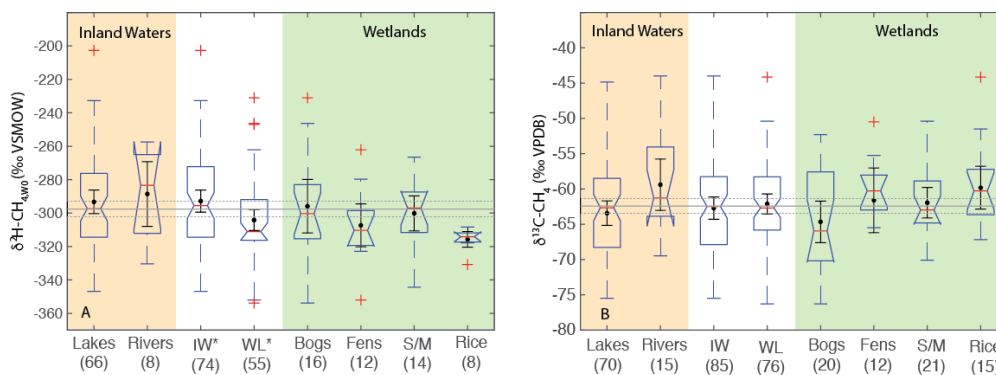 Inland Waters
Wetlands
δ²H-CH4,W0 (‰ VSMOW)
-200
-220
-240
-260
-280
-300
-320
-340
-360
A
Lakes Rivers IW* WL* Bogs Fens S/M Rice
(66) (8) (74) (55) (16) (12) (14) (8)
Inland Waters
Wetlands
δ¹³C-CH4 (‰ VPDB)
-40
-45
-50
-55
-60
-65
-70
-75
-80
B
Lakes Rivers IW WL Bogs Fens S/M Rice
(70) (15) (85) (76) (20) (12) (21) (15)